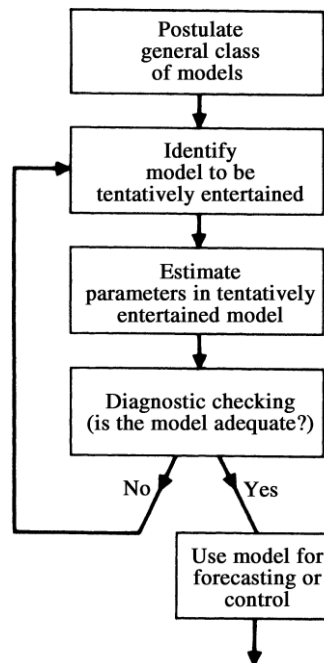 Postulate
general class
of models
Identify
model to be
tentatively entertained
Estimate
parameters in tentatively
entertained model
Diagnostic checking
(is the model adequate?)
No
Yes
Use model for
forecasting or
control